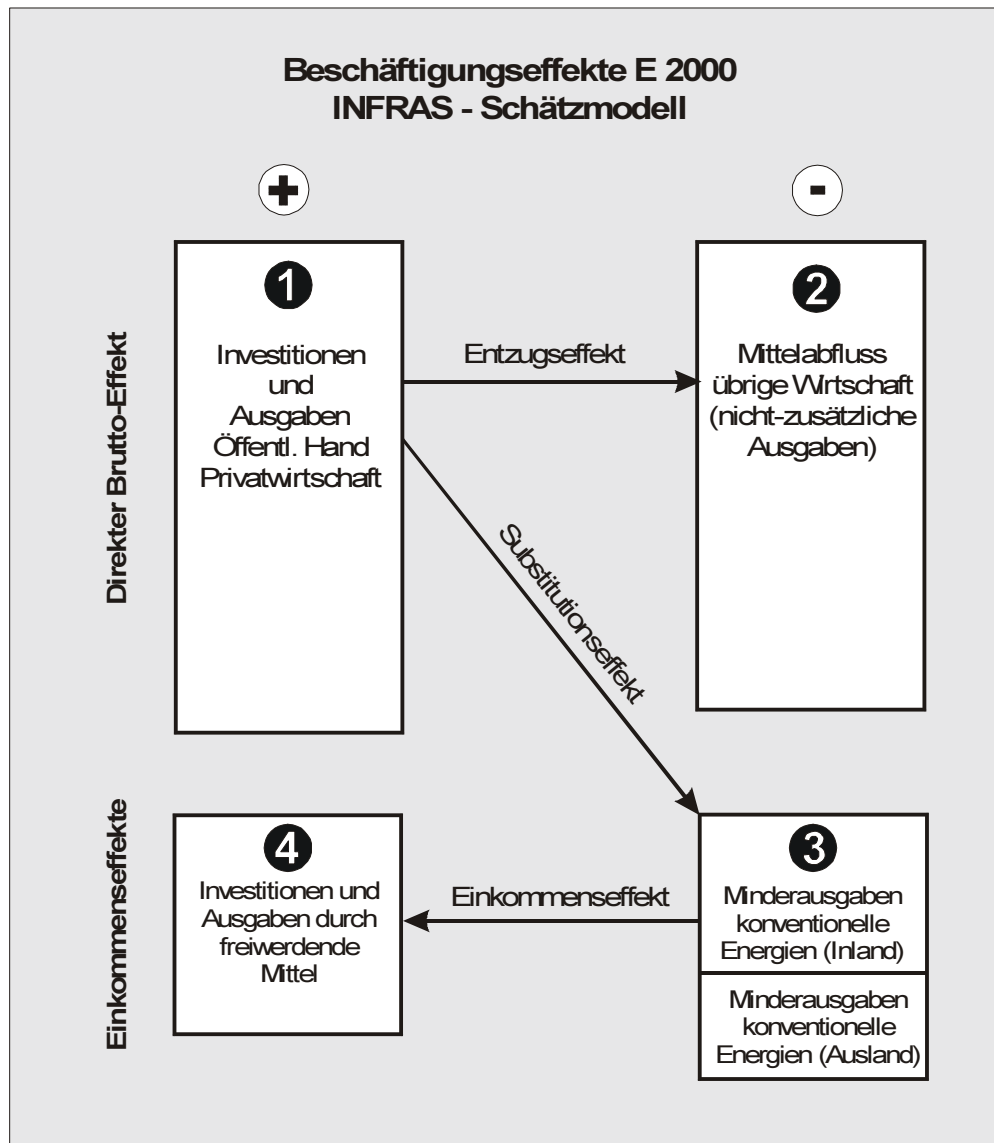 Beschäftigungseffekte E 2000
INFRAS - Schätzmodell
+
-
Direkter Brutto-Effekt
1
Investitionen
und
Ausgaben
Öffentl. Hand
Privatwirtschaft
Entzugseffekt
2
Mittelabfluss
übrige Wirtschaft
(nicht-zusätzliche
Ausgaben)
Substitutionseffekt
Einkommenseffekte
4
Investitionen und
Ausgaben durch
freiwerdende
Mittel
Einkommenseffekt
3
Minderausgaben
konventionelle
Energien (Inland)
Minderausgaben
konventionelle
Energien (Ausland)